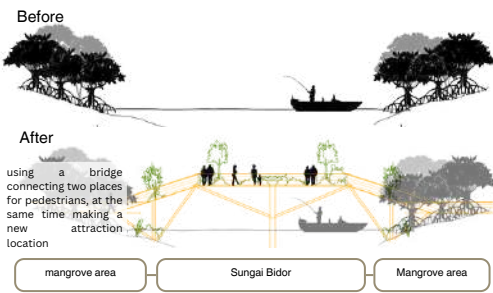 Before
After
using a bridge
connecting two places
for pedestrians, at the
same time making a
new attraction
location
mangrove area
Sungai Bidor
Mangrove area